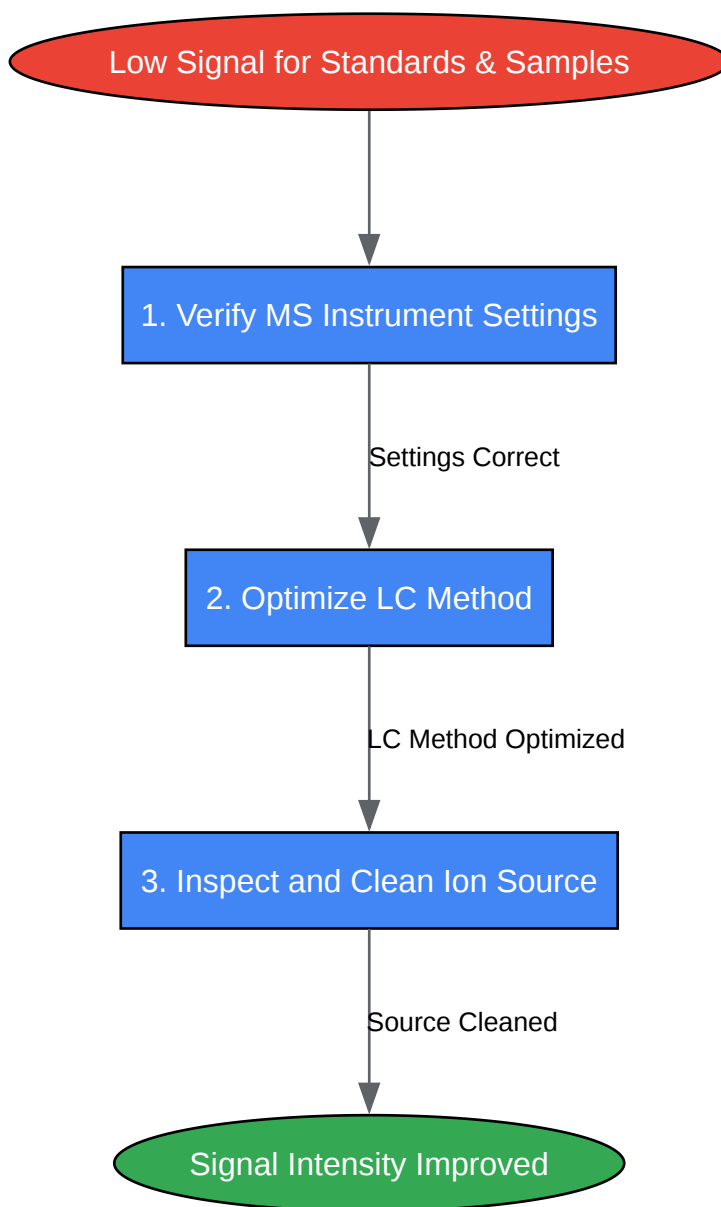 Low Signal for Standards & Samples
1. Verify MS Instrument Settings
Settings Correct
2. Optimize LC Method
LC Method Optimized
3. Inspect and Clean Ion Source
Source Cleaned
Signal Intensity Improved